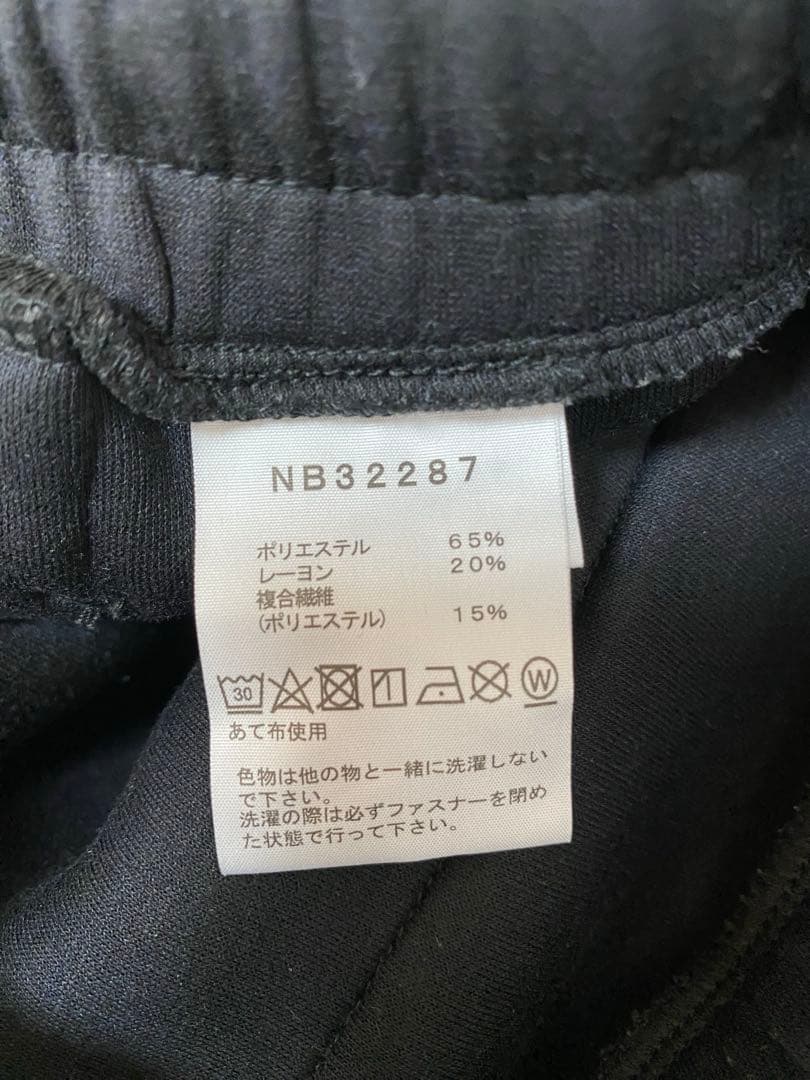 NB32287
ポリエステル 65%
レーヨン 20%
複合繊維
(ポリエステル) 15%
30 W
あて布使用
色物は他の物と一緒に洗濯しない
で下さい。
洗濯の際は必ずファスナーを閉め
た状態で行って下さい。